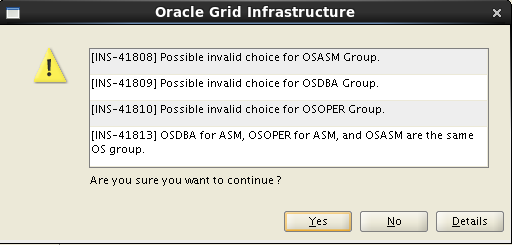 Oracle Grid Infrastructure
[INS-41808] Possible invalid choice for OSASM Group.
[INS-41809] Possible invalid choice for OSDBA Group.
[INS-41810] Possible invalid choice for OSOPER Group.
[INS-41813] OSDBA for ASM, OSOPER for ASM, and OSASM are the same
OS group.
Are you sure you want to continue?
Yes No Details